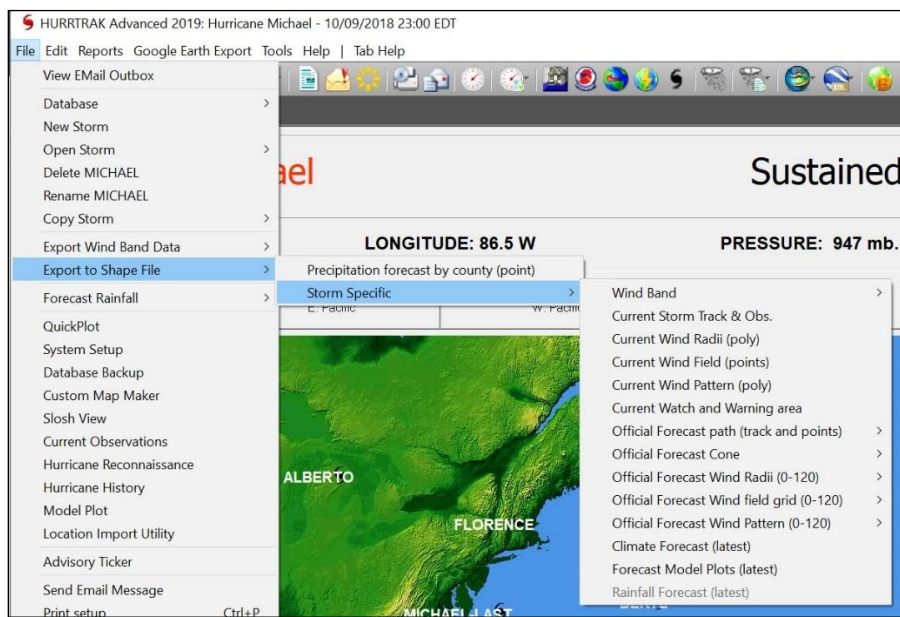 HURRTRAK Advanced 2019: Hurricane Michael - 10/09/2018 23:00 EDT
File Edit Reports Google Earth Export Tools Help | Tab Help
View EMail Outbox
Database
New Storm
Open Storm
Delete MICHAEL
Rename MICHAEL
Copy Storm
Export Wind Band Data
Export to Shape File
Forecast Rainfall
QuickPlot
System Setup
Database Backup
Custom Map Maker
Slosh View
Current Observations
Hurricane Reconnaissance
Hurricane History
Model Plot
Location Import Utility
Advisory Ticker
Send Email Message
Print setup Ctrl+P
ael
Sustained
LONGITUDE: 86.5 W
PRESSURE: 947 mb.
Precipitation forecast by county (point)
Storm Specific
E. Pacific
W. Pacifi
Wind Band
Current Storm Track & Obs.
Current Wind Radii (poly)
Current Wind Field (points)
Current Wind Pattern (poly)
Current Watch and Warning area
Official Forecast path (track and points)
Official Forecast Cone
Official Forecast Wind Radii (0-120)
Official Forecast Wind field grid (0-120)
Official Forecast Wind Pattern (0-120)
Climate Forecast (latest)
Forecast Model Plots (latest)
Rainfall Forecast (latest)
ALBERTO
FLORENCE
MICHAEL-LAST